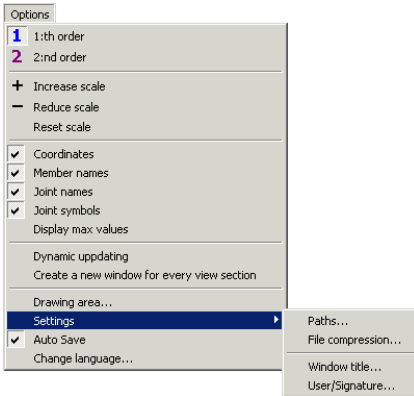 Options
1 1:th order
2 2:nd order
+ Increase scale
− Reduce scale
Reset scale
Coordinates
Member names
Joint names
Joint symbols
Display max values
Dynamic uppdating
Create a new window for every view section
Drawing area...
Settings
Auto Save
Change language...
Paths...
File compression...
Window title...
User/Signature...